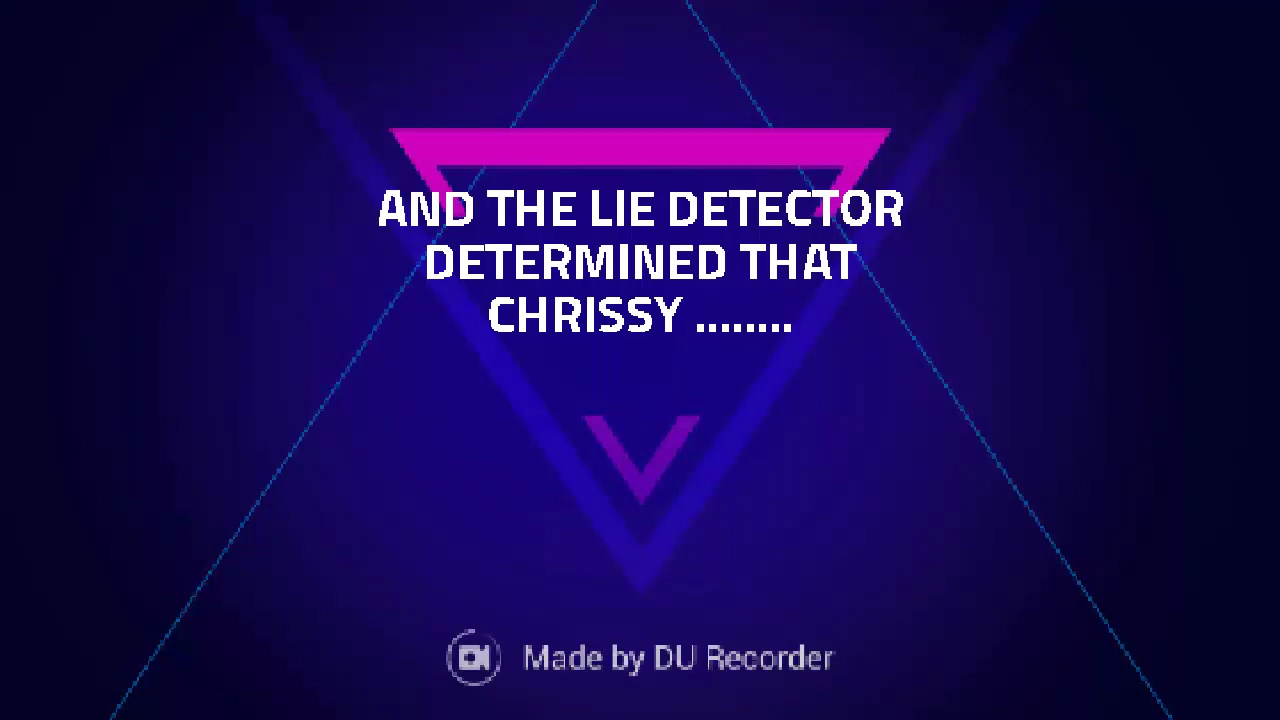 AND THE LIE DETECTOR
DETERMINED THAT
CHRISSY ........
Made by DU Recorder